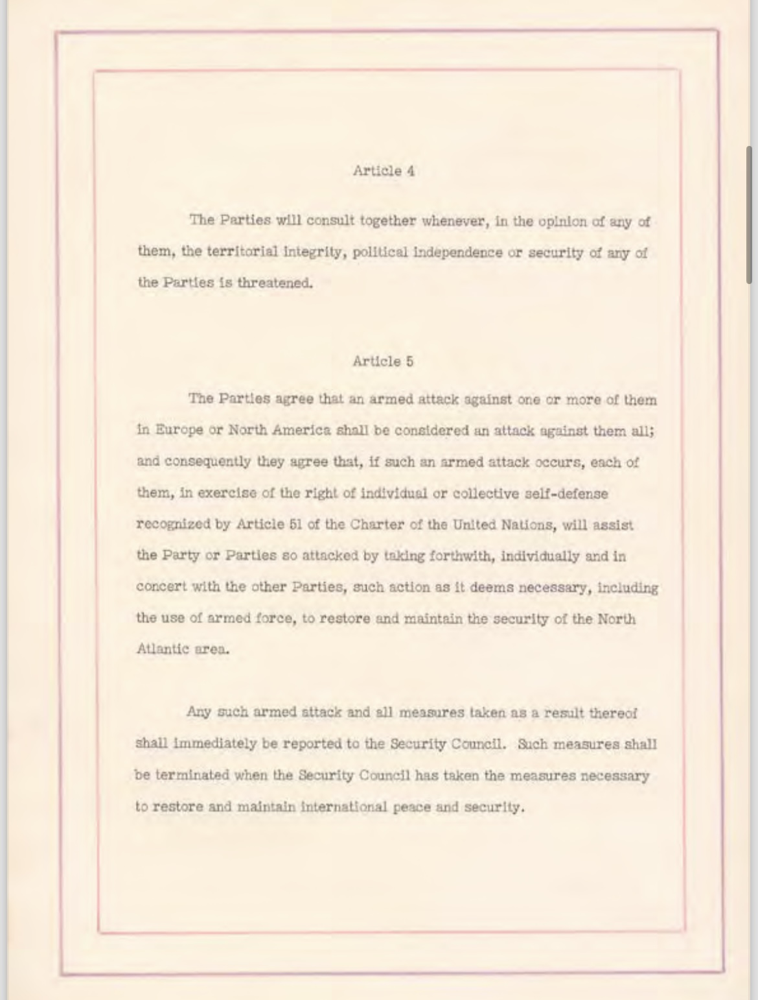 Article 4
The Parties will consult together whenever, in the opinion of any of
them, the territorial integrity, political independence or security of any of
the Parties is threatened.
Article 5
The Parties agree that an armed attack against one or more of them
in Europe or North America shall be considered an attack against them all;
and consequently they agree that, if such an armed attack occurs, each of
them, in exercise of the right of individual or collective self-defense
recognized by Article 51 of the Charter of the United Nations, will assist
the Party or Parties so attacked by taking forthwith, individually and in
concert with the other Parties, such action as it deems necessary, including
the use of armed force, to restore and maintain the security of the North
Atlantic area.
Any such armed attack and all measures taken as a result thereof
shall immediately be reported to the Security Council. Such measures shall
be terminated when the Security Council has taken the measures necessary
to restore and maintain international peace and security.